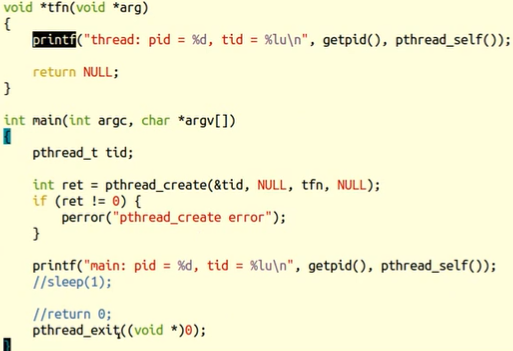 void *tfn(void *arg)
{
    printf("thread: pid = %d, tid = %lu\n", getpid(), pthread_self());
    return NULL;
}
int main(int argc, char *argv[])
{
    pthread_t tid;
    int ret = pthread_create(&tid, NULL, tfn, NULL);
    if (ret != 0) {
        perror("pthread_create error");
    }
    printf("main: pid = %d, tid = %lu\n", getpid(), pthread_self());
    //sleep(1);
    //return 0;
    pthread_exit((void *)0);
}